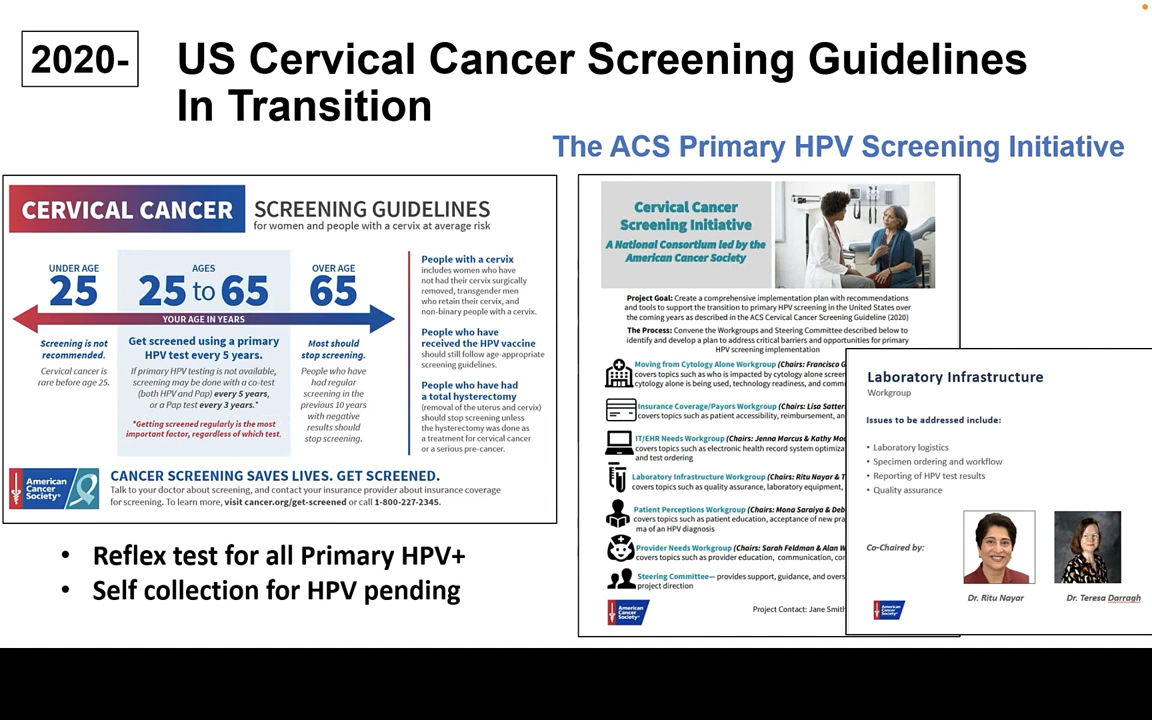 2020-
US Cervical Cancer Screening Guidelines
In Transition
The ACS Primary HPV Screening Initiative
CERVICAL CANCER
SCREENING GUIDELINES
for women and people with a cervix at average risk
UNDER AGE
25
AGES
25 to 65
OVER AGE
65
YOUR AGE IN YEARS
Screening is not
recommended.
Cervical cancer is
rare before age 25.
Get screened using a primary
HPV test every 5 years.
If primary HPV testing is not available,
screening may be done with a co-test
(both HPV and Pap) every 5 years,
or a Pap test every 3 years.*
*Getting screened regularly is the most
important factor, regardless of which test.
Most should
stop screening.
People who have
had regular
screening in the
previous 10 years
with negative
results should
stop screening.
People with a cervix
includes women who have
not had their cervix surgically
removed, transgender men
who retain their cervix, and
non-binary people with a cervix.
People who have
received the HPV vaccine
should still follow age-appropriate
screening guidelines.
People who have had
a total hysterectomy
(removal of the uterus and cervix)
should stop screening unless
the hysterectomy was done as
a treatment for cervical cancer
or a serious pre-cancer.
American
Cancer
Society®
CANCER SCREENING SAVES LIVES. GET SCREENED.
Talk to your doctor about screening, and contact your insurance provider about insurance coverage
for screening. To learn more, visit cancer.org/get-screened or call 1-800-227-2345.
• Reflex test for all Primary HPV+
• Self collection for HPV pending
Cervical Cancer
Screening Initiative
A National Consortium led by the
American Cancer Society
Project Goal: Create a comprehensive implementation plan with recommendations
and tools to support the transition to primary HPV screening in the United States over
the coming years as described in the ACS Cervical Cancer Screening Guideline (2020)
The Process: Convene the Workgroups and Steering Committee described below to
identify and develop a plan to address critical barriers and opportunities for primary
HPV screening implementation
Moving from Cytology Alone Workgroup (Chairs: Francisco G
covers topics such as who is impacted by cytology alone screen
cytology alone is being used, technology readiness, and comm
Insurance Coverage/Payors Workgroup (Chairs: Lisa Satter
covers topics such as patient accessibility, reimbursement, an
IT/EHR Needs Workgroup (Chairs: Jenna Marcus & Kathy Mac
covers topics such as electronic health record system optimiza
and test ordering
Laboratory Infrastructure Workgroup (Chairs: Ritu Nayar & T
covers topics such as quality assurance, laboratory equipment,
Patient Perceptions Workgroup (Chairs: Mona Saraiya & Deb
covers topics such as patient education, acceptance of new pra
ma of an HPV diagnosis
Provider Needs Workgroup (Chairs: Sarah Feldman & Alan W
covers topics such as provider education, communication, co
Steering Committee— provides support, guidance, and overs
project direction
American
Cancer
Society®
Project Contact: Jane Smith
Laboratory Infrastructure
Workgroup
Issues to be addressed include:
• Laboratory logistics
• Specimen ordering and workflow
• Reporting of HPV test results
• Quality assurance
Co-Chaired by:
Dr. Ritu Nayar
Dr. Teresa Darragh
American
Cancer
Society®